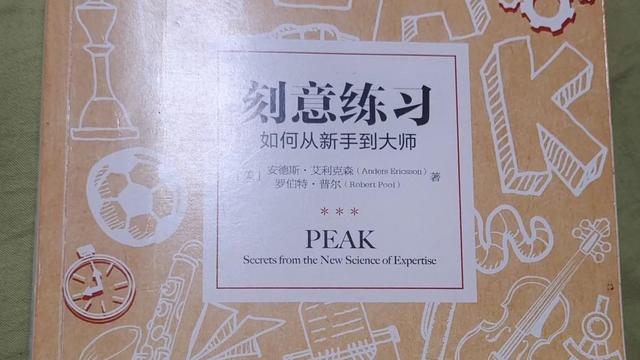 刻意练习
如何从新手到大师
[美] 安德斯·艾利克森（Anders Ericsson）
罗伯特·普尔（Robert Pool） 著
***
PEAK
Secrets from the New Science of Expertise